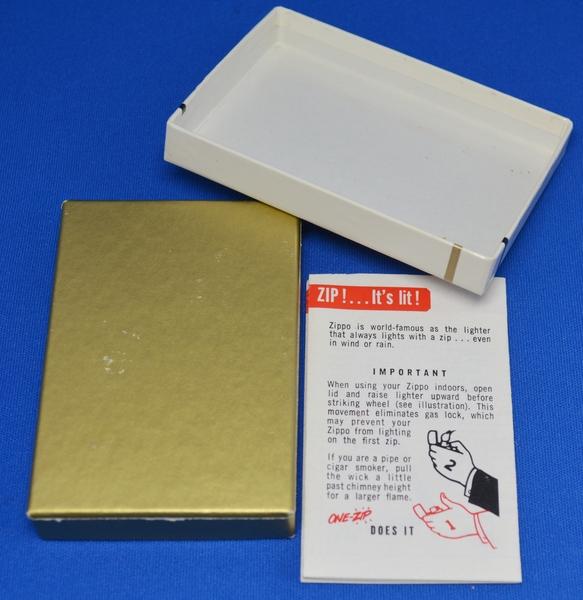 ZIP!...It's lit!
Zippo is world-famous as the lighter
that always lights with a zip . . . even
in wind or rain.
IMPORTANT
When using your Zippo indoors, open
lid and raise lighter upward before
striking wheel (see illustration). This
movement eliminates gas lock, which
may prevent your
Zippo from lighting
on the first zip.
If you are a pipe or
cigar smoker, pull
the wick a little
past chimney height
for a larger flame.
2
1
ONE-ZIP
DOES IT